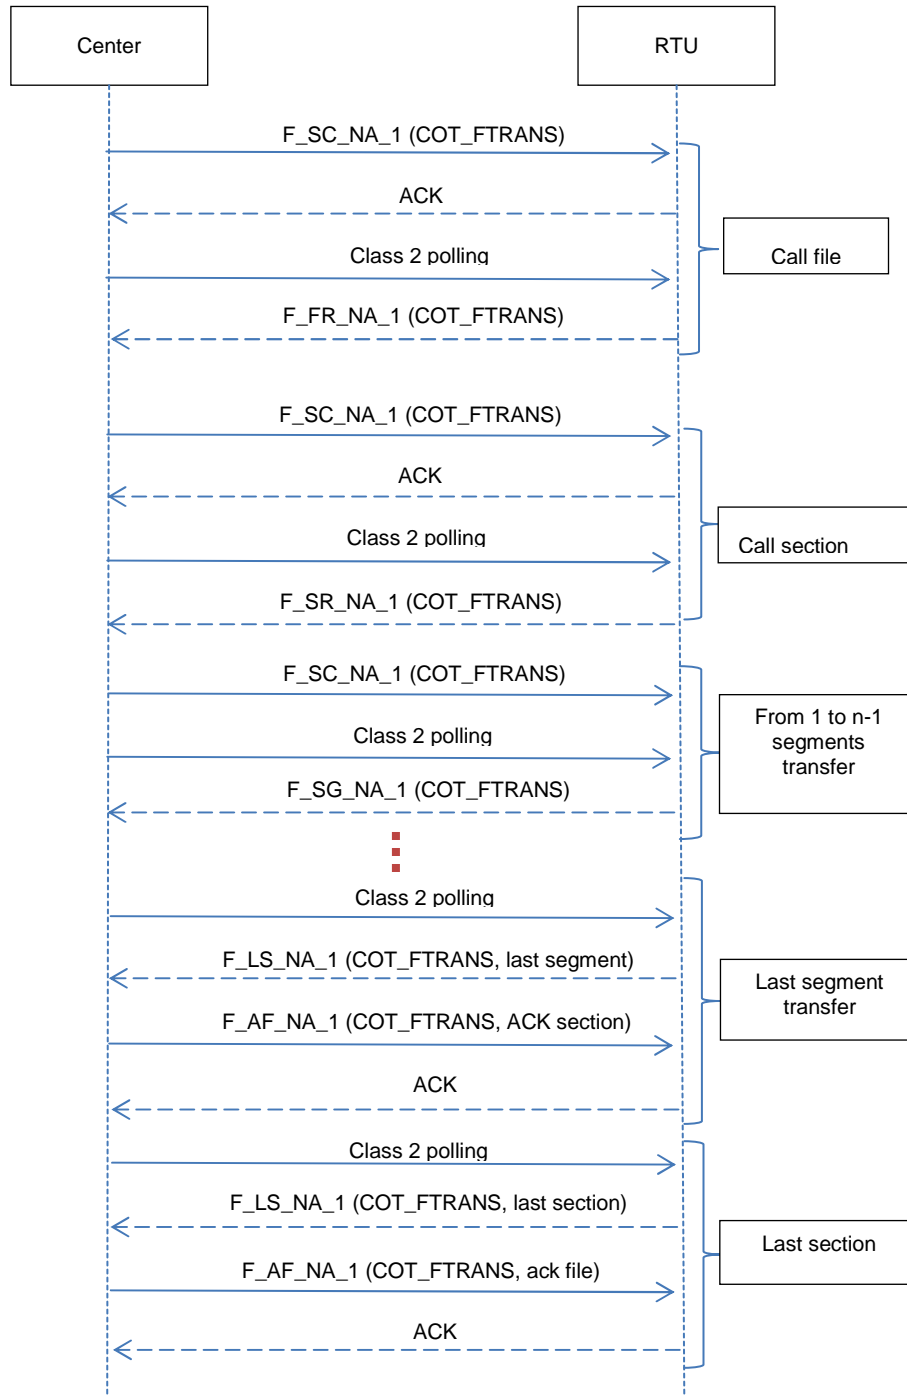 Center
RTU
F_SC_NA_1 (COT_FTRANS)
ACK
Class 2 polling
Call file
F_FR_NA_1 (COT_FTRANS)
F_SC_NA_1 (COT_FTRANS)
ACK
Class 2 polling
Call section
F_SR_NA_1 (COT_FTRANS)
F_SC_NA_1 (COT_FTRANS)
From 1 to n-1
segments
transfer
Class 2 polling
F_SG_NA_1 (COT_FTRANS)
Class 2 polling
F_LS_NA_1 (COT_FTRANS, last segment)
Last segment
transfer
F_AF_NA_1 (COT_FTRANS, ACK section)
ACK
Class 2 polling
F_LS_NA_1 (COT_FTRANS, last section)
Last section
F_AF_NA_1 (COT_FTRANS, ack file)
ACK